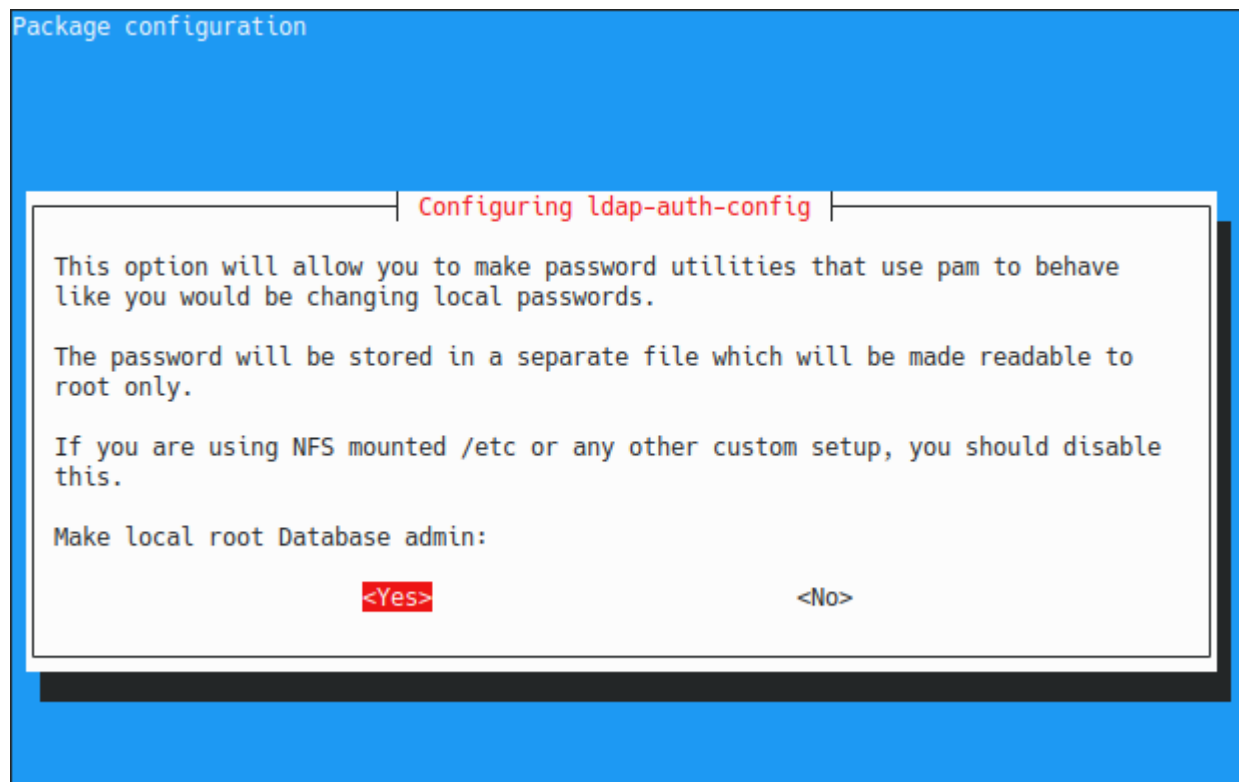 Package configuration
Configuring ldap-auth-config
This option will allow you to make password utilities that use pam to behave
like you would be changing local passwords.
The password will be stored in a separate file which will be made readable to
root only.
If you are using NFS mounted /etc or any other custom setup, you should disable
this.
Make local root Database admin:
<Yes> <No>